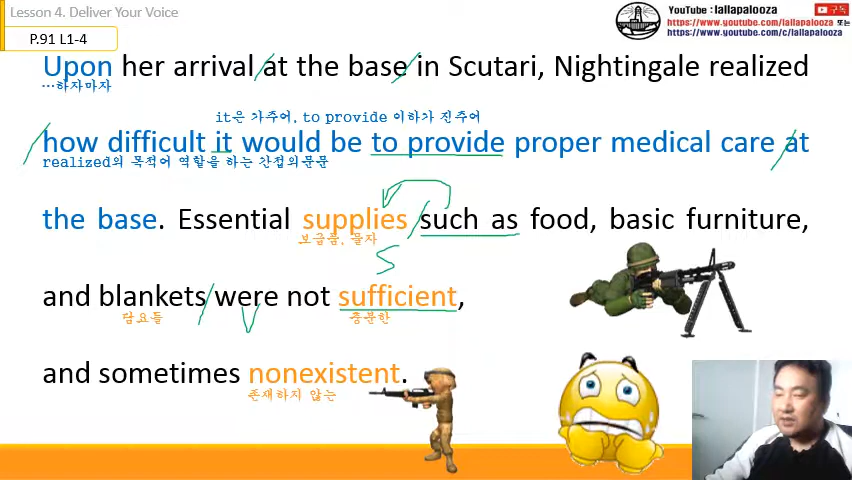 Lesson 4. Deliver Your Voice
P.91 L1-4
YouTube : @lallapalooza 구독
https://www.youtube.com/lallapalooza 또는
https://www.youtube.com/c/lallapalooza
Upon her arrival at the base in Scutari, Nightingale realized
…하자마자
it은 가주어, to provide 이하가 진주어
how difficult it would be to provide proper medical care at
realized의 목적어 역할을 하는 간접의문문
the base. Essential supplies such as food, basic furniture,
보급품, 물자
S
and blankets were not sufficient,
담요들 V 충분한
and sometimes nonexistent.
존재하지 않는